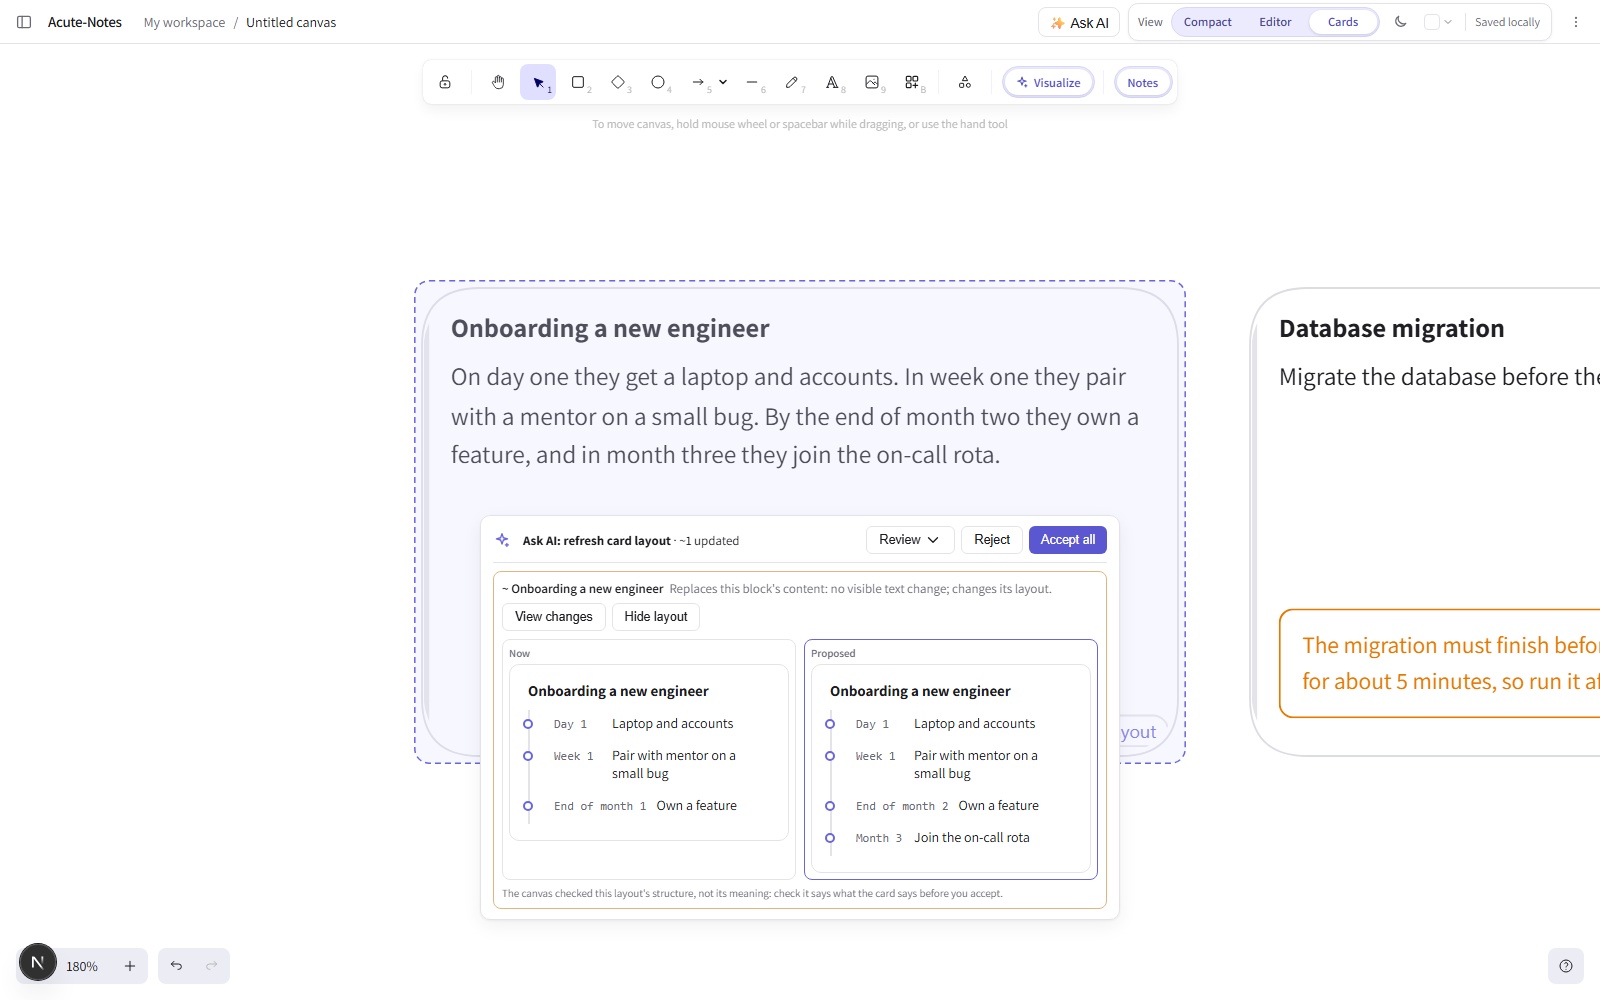 Acute-Notes My workspace / Untitled canvas
Ask AI View Compact Editor Cards Saved locally
1 2 3 4 5 6 7 8 9 B Visualize Notes
To move canvas, hold mouse wheel or spacebar while dragging, or use the hand tool
Onboarding a new engineer
On day one they get a laptop and accounts. In week one they pair
with a mentor on a small bug. By the end of month two they own a
feature, and in month three they join the on-call rota.
Database migration
Migrate the database before the
The migration must finish befor
for about 5 minutes, so run it af
Ask AI: refresh card layout · ~1 updated Review Reject Accept all
~ Onboarding a new engineer Replaces this block's content: no visible text change; changes its layout.
View changes Hide layout
Now
Onboarding a new engineer
Day 1 Laptop and accounts
Week 1 Pair with mentor on a
small bug
End of month 1 Own a feature
Proposed
Onboarding a new engineer
Day 1 Laptop and accounts
Week 1 Pair with mentor on a
small bug
End of month 2 Own a feature
Month 3 Join the on-call rota
The canvas checked this layout's structure, not its meaning: check it says what the card says before you accept.
yout
N 180%